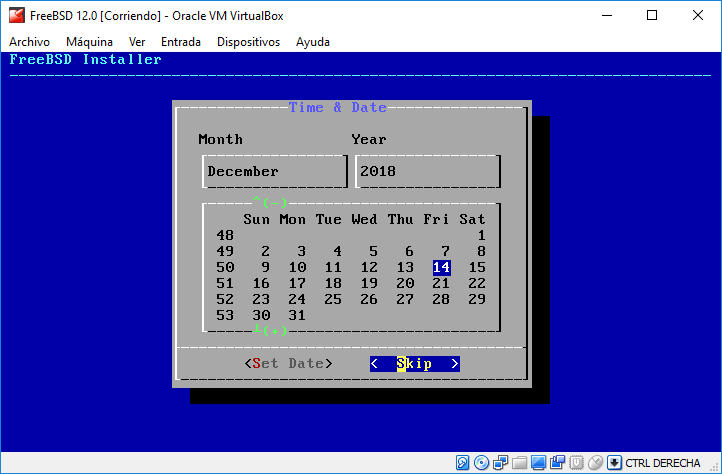 FreeBSD 12.0 [Corriendo] - Oracle VM VirtualBox
Archivo Máquina Ver Entrada Dispositivos Ayuda
FreeBSD Installer
Time & Date
Month Year
December 2018
^(-)
Sun Mon Tue Wed Thu Fri Sat
48 1
49 2 3 4 5 6 7 8
50 9 10 11 12 13 14 15
51 16 17 18 19 20 21 22
52 23 24 25 26 27 28 29
53 30 31
(+)
<Set Date> < Skip >
CTRL DERECHA